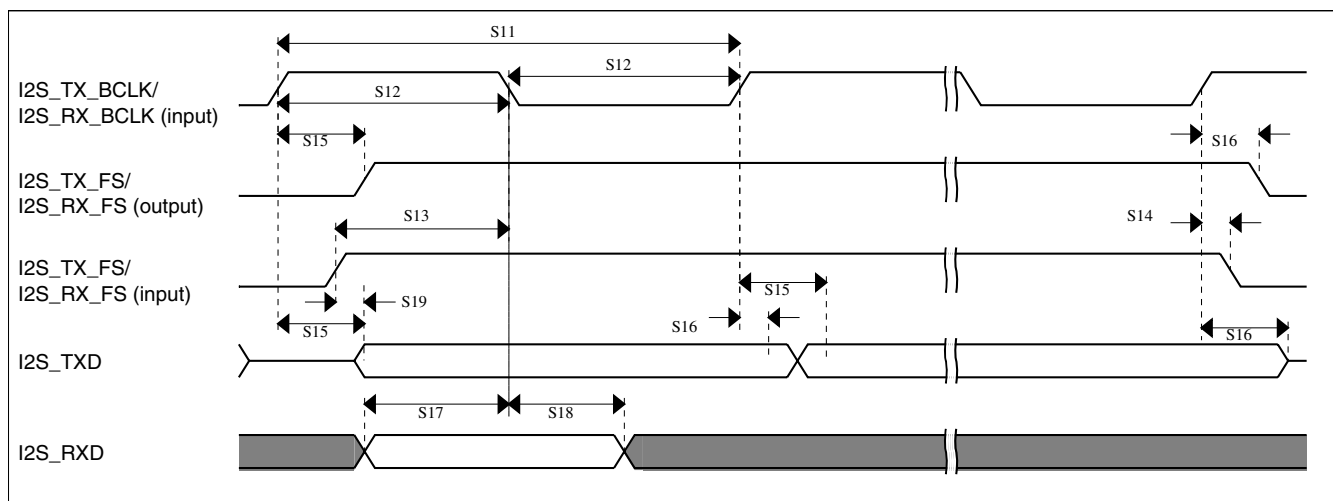 S11
S12
I2S_TX_BCLK/
I2S_RX_BCLK (input)
S12
S15
S16
I2S_TX_FS/
I2S_RX_FS (output)
S13
S14
I2S_TX_FS/
I2S_RX_FS (input)
S15
S19
S15
S16
S16
I2S_TXD
S17
S18
I2S_RXD